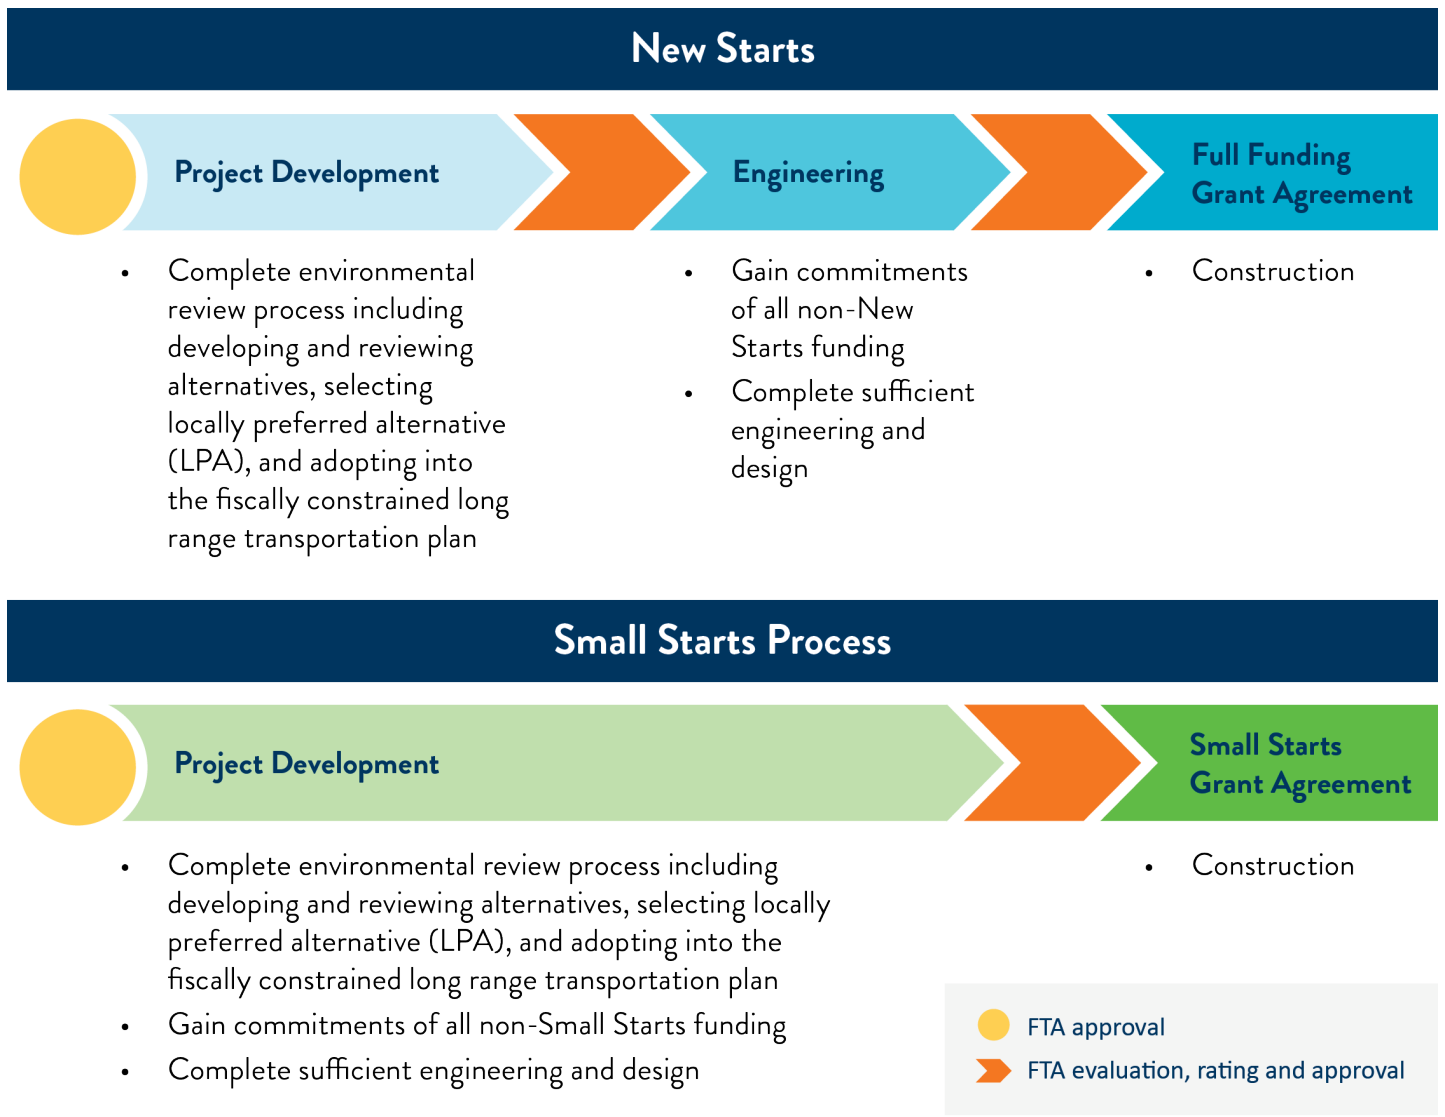 New Starts
Project Development
Engineering
Full Funding
Grant Agreement
• Complete environmental
review process including
developing and reviewing
alternatives, selecting
locally preferred alternative
(LPA), and adopting into
the fiscally constrained long
range transportation plan
• Gain commitments
of all non-New
Starts funding
• Complete sufficient
engineering and
design
• Construction
Small Starts Process
Project Development
Small Starts
Grant Agreement
• Complete environmental review process including
developing and reviewing alternatives, selecting locally
preferred alternative (LPA), and adopting into the
fiscally constrained long range transportation plan
• Gain commitments of all non-Small Starts funding
• Complete sufficient engineering and design
• Construction
FTA approval
FTA evaluation, rating and approval